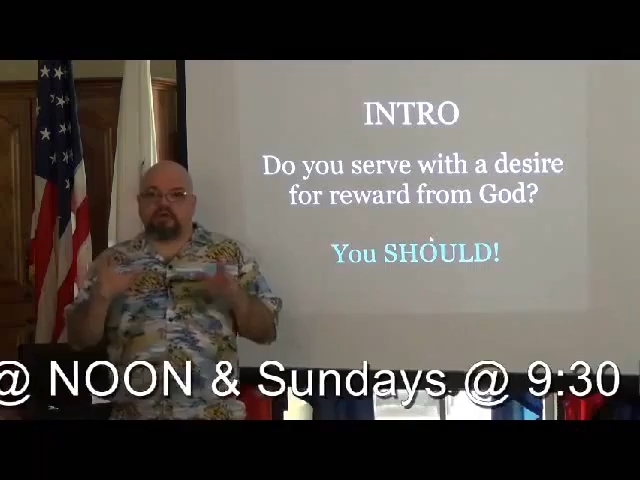 INTRO
Do you serve with a desire
for reward from God?
You SHOULD!
@ NOON & Sundays @ 9:30